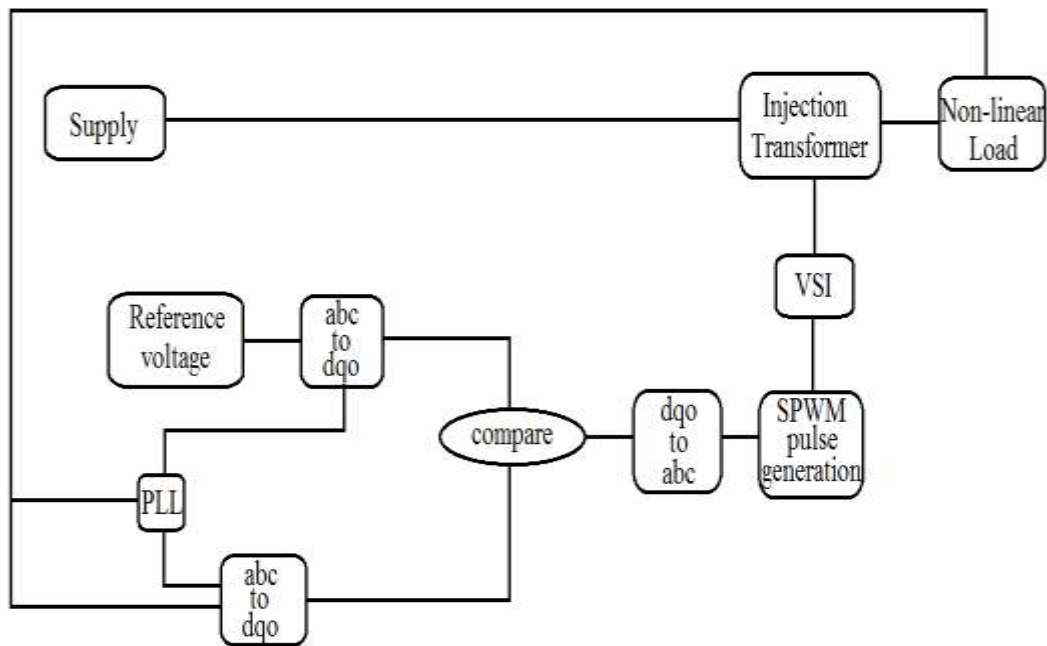 Supply
Injection
Transformer
Non-linear
Load
VSI
Reference
voltage
abc
to
dqo
compare
dqo
to
abc
SPWM
pulse
generation
PLL
abc
to
dqo